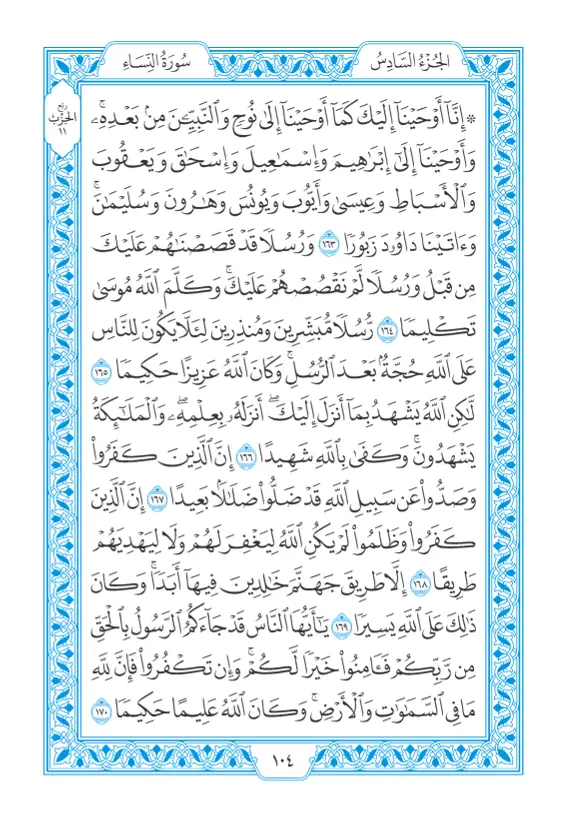 الجُزْءُ السَّادِسُ
سُورَةُ النِّسَاءِ
رُبْعُ
الحِزْبِ
١١
۞ إِنَّآ أَوْحَيْنَآ إِلَيْكَ كَمَآ أَوْحَيْنَآ إِلَىٰ نُوحٍ وَٱلنَّبِيِّـۧنَ مِنۢ بَعْدِهِۦۚ
وَأَوْحَيْنَآ إِلَىٰٓ إِبْرَٰهِيمَ وَإِسْمَٰعِيلَ وَإِسْحَٰقَ وَيَعْقُوبَ
وَٱلْأَسْبَاطِ وَعِيسَىٰ وَأَيُّوبَ وَيُونُسَ وَهَٰرُونَ وَسُلَيْمَٰنَۚ
وَءَاتَيْنَا دَاوُۥدَ زَبُورًا ١٦٣ وَرُسُلًا قَدْ قَصَصْنَٰهُمْ عَلَيْكَ
مِن قَبْلُ وَرُسُلًا لَّمْ نَقْصُصْهُمْ عَلَيْكَۚ وَكَلَّمَ ٱللَّهُ مُوسَىٰ
تَكْلِيمًا ١٦٤ رُّسُلًا مُّبَشِّرِينَ وَمُنذِرِينَ لِئَلَّا يَكُونَ لِلنَّاسِ
عَلَى ٱللَّهِ حُجَّةٌۢ بَعْدَ ٱلرُّسُلِۚ وَكَانَ ٱللَّهُ عَزِيزًا حَكِيمًا ١٦٥
لَّٰكِنِ ٱللَّهُ يَشْهَدُ بِمَآ أَنزَلَ إِلَيْكَۖ أَنزَلَهُۥ بِعِلْمِهِۦۖ وَٱلْمَلَٰٓئِكَةُ
يَشْهَدُونَۚ وَكَفَىٰ بِٱللَّهِ شَهِيدًا ١٦٦ إِنَّ ٱلَّذِينَ كَفَرُوا۟
وَصَدُّوا۟ عَن سَبِيلِ ٱللَّهِ قَدْ ضَلُّوا۟ ضَلَٰلًۢا بَعِيدًا ١٦٧ إِنَّ ٱلَّذِينَ
كَفَرُوا۟ وَظَلَمُوا۟ لَمْ يَكُنِ ٱللَّهُ لِيَغْفِرَ لَهُمْ وَلَا لِيَهْدِيَهُمْ
طَرِيقًا ١٦٨ إِلَّا طَرِيقَ جَهَنَّمَ خَٰلِدِينَ فِيهَآ أَبَدًاۚ وَكَانَ
ذَٰلِكَ عَلَى ٱللَّهِ يَسِيرًا ١٦٩ يَٰٓأَيُّهَا ٱلنَّاسُ قَدْ جَآءَكُمُ ٱلرَّسُولُ بِٱلْحَقِّ
مِن رَّبِّكُمْ فَـَٔامِنُوا۟ خَيْرًا لَّكُمْۚ وَإِن تَكْفُرُوا۟ فَإِنَّ لِلَّهِ
مَا فِى ٱلسَّمَٰوَٰتِ وَٱلْأَرْضِۚ وَكَانَ ٱللَّهُ عَلِيمًا حَكِيمًا ١٧٠
١٠٤